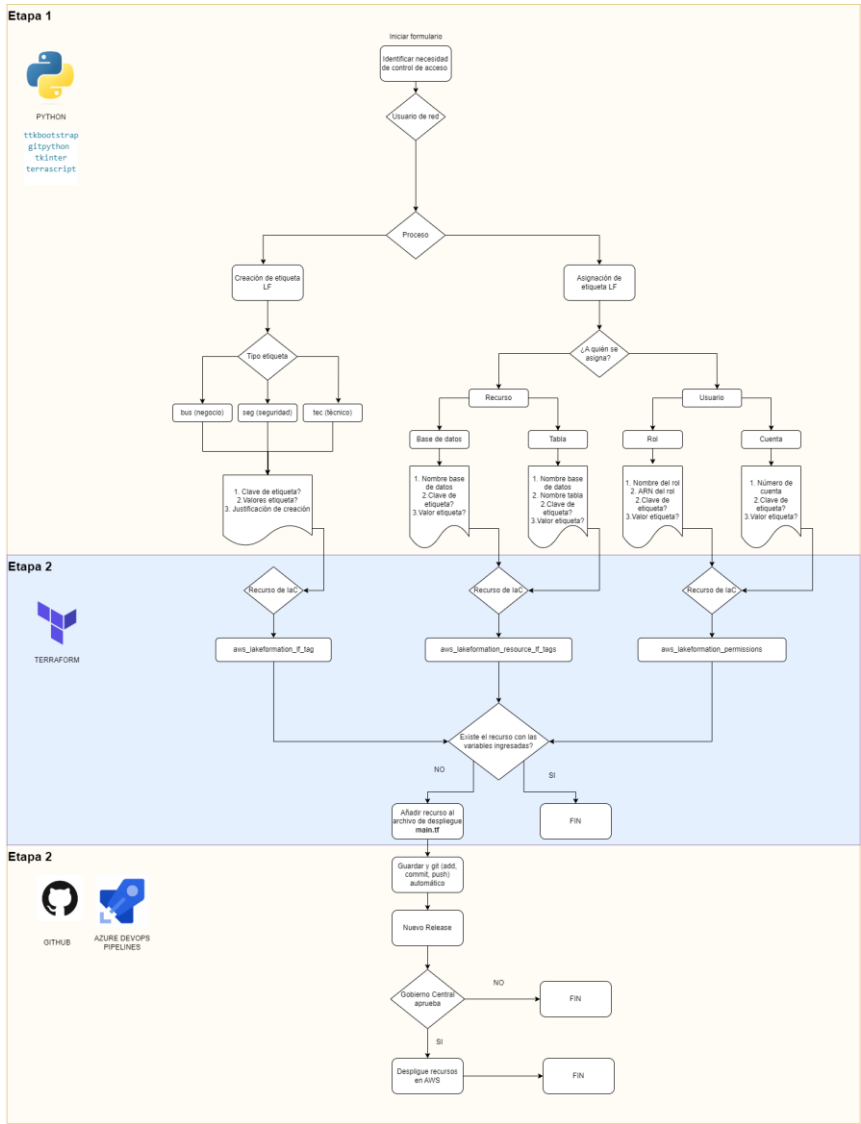 Etapa 1
Iniciar formulario
Identificar necesidad
de control de acceso
PYTHON
Usuario de red
ttkbootstrap
gitpython
tkinter
terrascript
Proceso
Creación de etiqueta
LF
Asignación de
etiqueta LF
Tipo etiqueta
¿A quién se
asigna?
Recurso
Usuario
bus (negocio)
seg (seguridad)
tec (técnico)
Base de datos
Tabla
Rol
Cuenta
1. Clave de etiqueta?
2. Valores etiqueta?
3. Justificación de creación
1. Nombre base
de datos
2.Clave de
etiqueta?
3.Valor etiqueta?
1. Nombre base
de datos
2. Nombre tabla
2.Clave de
etiqueta?
3.Valor etiqueta?
1. Nombre del rol
2. ARN del rol
2.Clave de
etiqueta?
3.Valor etiqueta?
1. Número de
cuenta
2.Clave de
etiqueta?
3.Valor etiqueta?
Etapa 2
Recurso de IaC
Recurso de IaC
Recurso de IaC
TERRAFORM
aws_lakeformation_lf_tag
aws_lakeformation_resource_lf_tags
aws_lakeformation_permissions
Existe el recurso con las
variables ingresadas?
NO
SI
Añadir recurso al
archivo de despliegue
main.tf
FIN
Etapa 2
Guardar y git (add,
commit, push)
automático
GITHUB
AZURE DEVOPS
PIPELINES
Nuevo Release
Gobierno Central
aprueba
NO
FIN
SI
Despligue recursos
en AWS
FIN